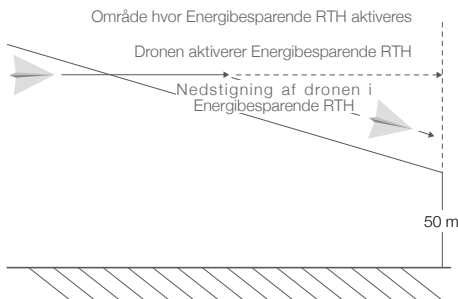 Område hvor Energibesparende RTH aktiveres
Dronen aktiverer Energibesparende RTH
Nedstigning af dronen i
Energibesparende RTH
50 m